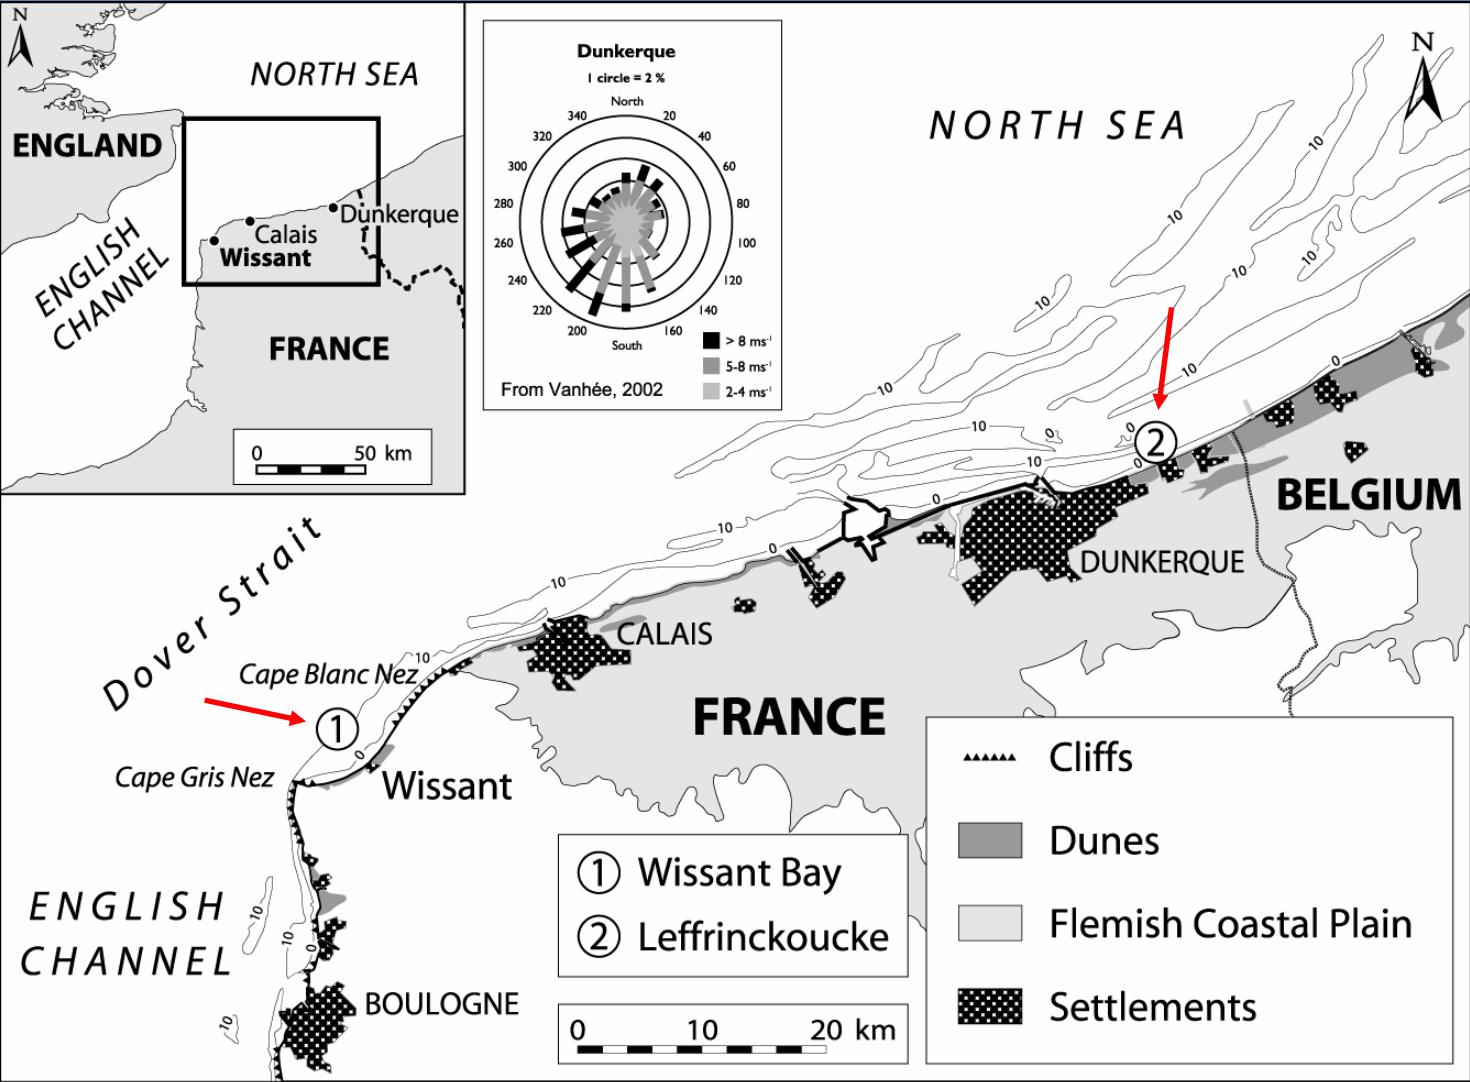 N
NORTH SEA
ENGLAND
Dunkerque
Calais
Wissant
ENGLISH
CHANNEL
FRANCE
0 50 km
Dunkerque
1 circle = 2 %
North
340 20
320 40
300 60
280 80
260 100
240 120
220 140
200 160
South
> 8 ms-1
5-8 ms-1
2-4 ms-1
From Vanhée, 2002
N
NORTH SEA
10
10
10
10
10
10
10
0
10
0
0
10
0
2
0
BELGIUM
10
0
DUNKERQUE
10
0
10
CALAIS
Dover Strait
10
Cape Blanc Nez
FRANCE
1
0
Cape Gris Nez
Wissant
ENGLISH
CHANNEL
10
10
0
10
BOULOGNE
1 Wissant Bay
2 Leffrinckoucke
0 10 20 km
Cliffs
Dunes
Flemish Coastal Plain
Settlements